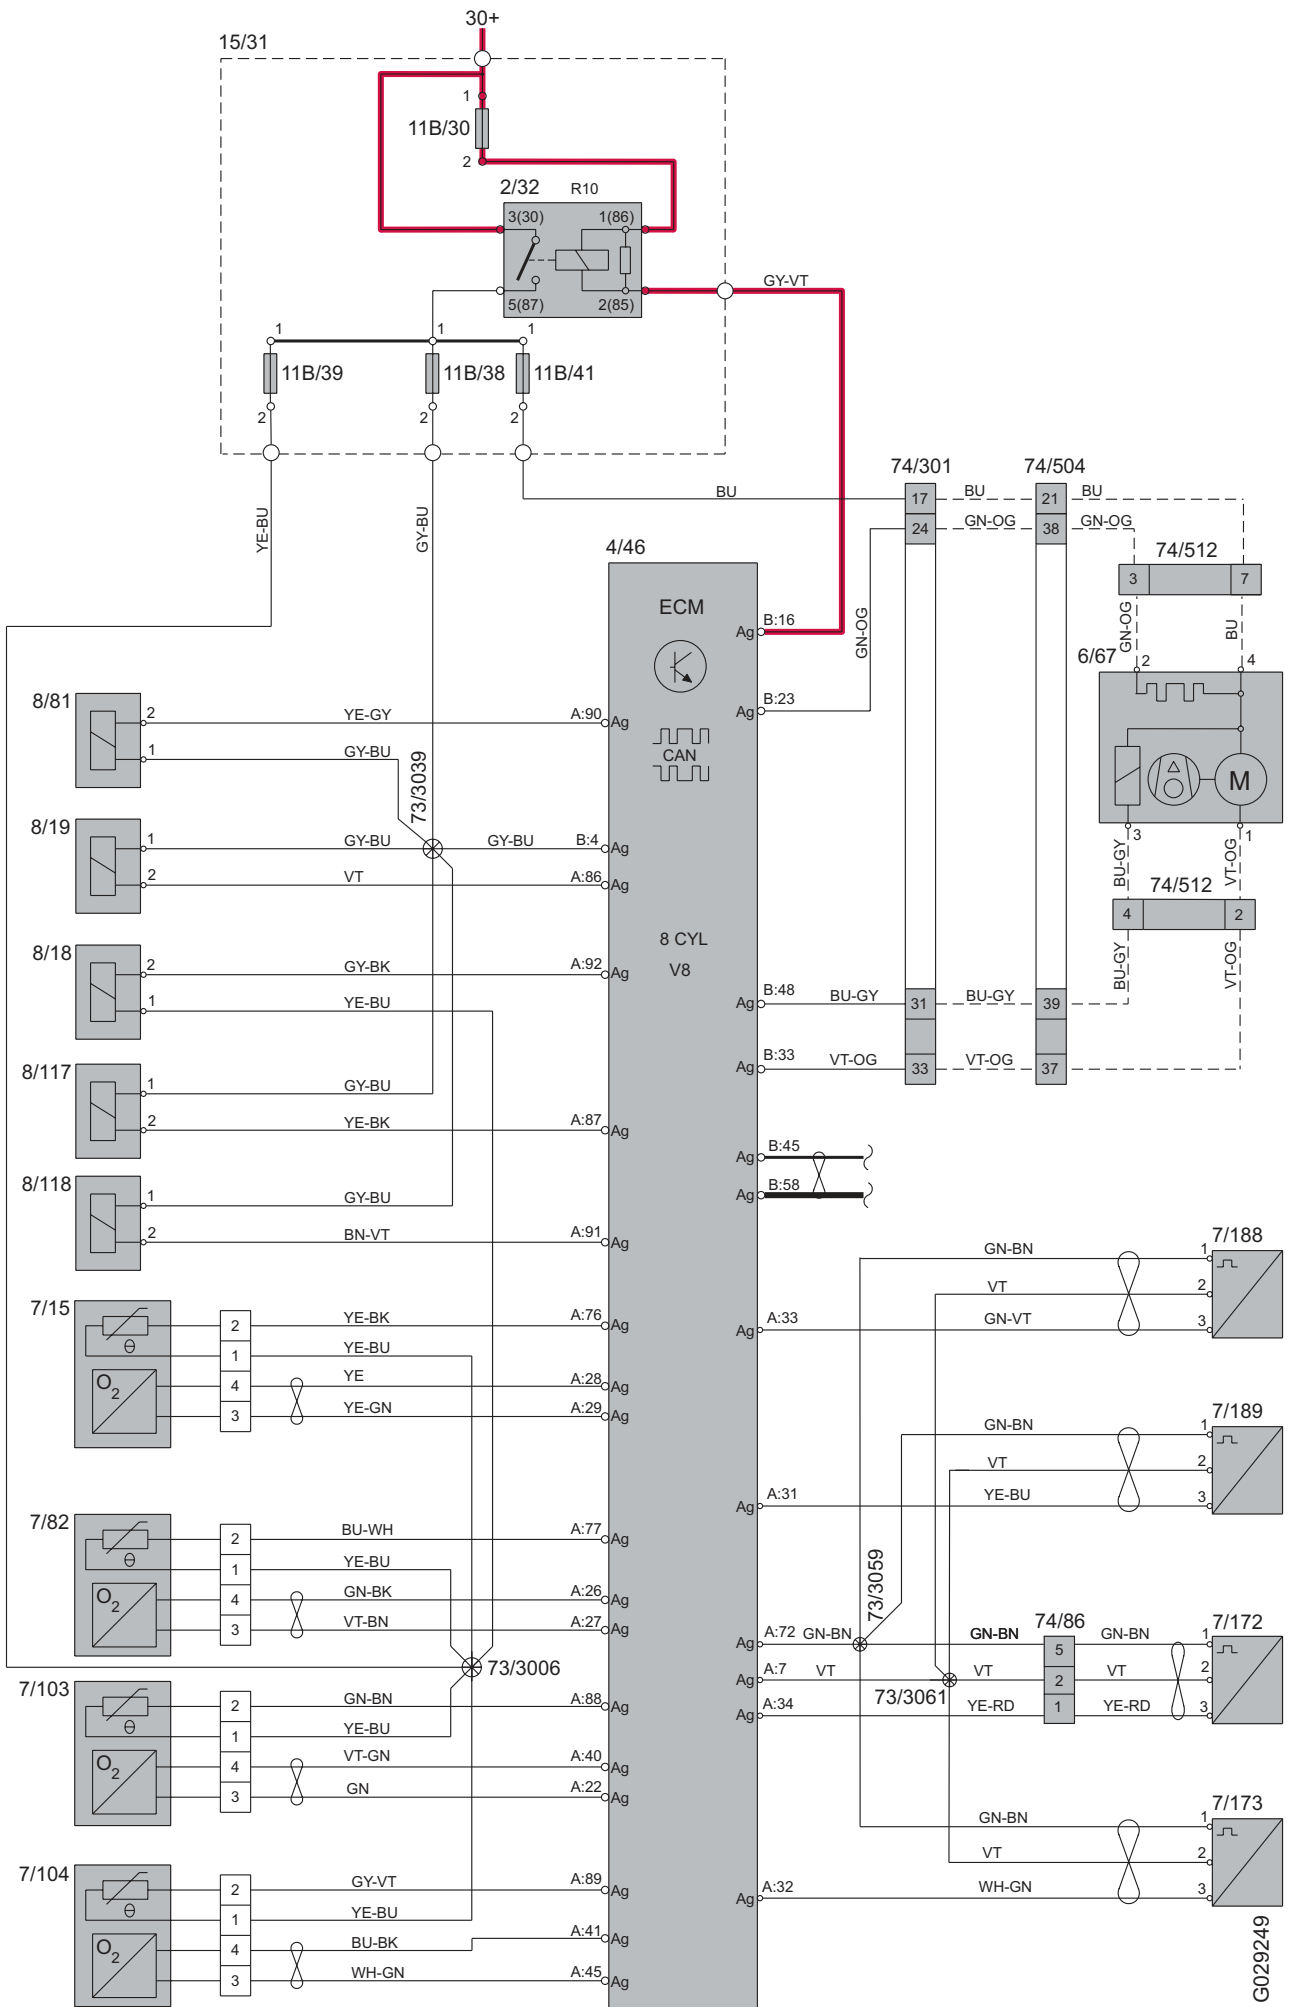 30+
15/31
1
11B/30
2
2/32 R10
3(30) 1(86)
5(87) 2(85)
GY-VT
1 1 1
11B/39 11B/38 11B/41
2 2 2
YE-BU
GY-BU
BU
74/301 74/504
17 BU 21 BU
24 GN-OG 38 GN-OG
74/512
3 7
GN-OG
BU
GN-OG
6/67
2 4
M
3 1
BU-GY
VT-OG
74/512
4 2
BU-GY
VT-OG
4/46
ECM
CAN
8 CYL
V8
Ag B:16
Ag B:23
8/81
2 YE-GY A:90 Ag
1 GY-BU
73/3039
8/19
1 GY-BU GY-BU B:4 Ag
2 VT A:86 Ag
8/18
2 GY-BK A:92 Ag
1 YE-BU
Ag B:48 BU-GY 31 BU-GY 39
Ag B:33 VT-OG 33 VT-OG 37
8/117
1 GY-BU
2 YE-BK A:87 Ag
Ag B:45
Ag B:58
8/118
1 GY-BU
2 BN-VT A:91 Ag
7/15
θ
O2
2 YE-BK A:76 Ag
1 YE-BU
4 YE A:28 Ag
3 YE-GN A:29 Ag
7/188
GN-BN 1
VT 2
Ag A:33 GN-VT 3
7/189
GN-BN 1
VT 2
Ag A:31 YE-BU 3
7/82
θ
O2
2 BU-WH A:77 Ag
1 YE-BU
4 GN-BK A:26 Ag
3 VT-BN A:27 Ag
73/3006
73/3059
74/86
7/172
Ag A:72 GN-BN GN-BN 5 GN-BN 1
Ag A:7 VT VT 2 VT 2
73/3061
Ag A:34 YE-RD 1 YE-RD 3
7/103
θ
O2
2 GN-BN A:88 Ag
1 YE-BU
4 VT-GN A:40 Ag
3 GN A:22 Ag
7/173
GN-BN 1
VT 2
Ag A:32 WH-GN 3
7/104
θ
O2
2 GY-VT A:89 Ag
1 YE-BU
4 BU-BK A:41 Ag
3 WH-GN A:45 Ag
G029249